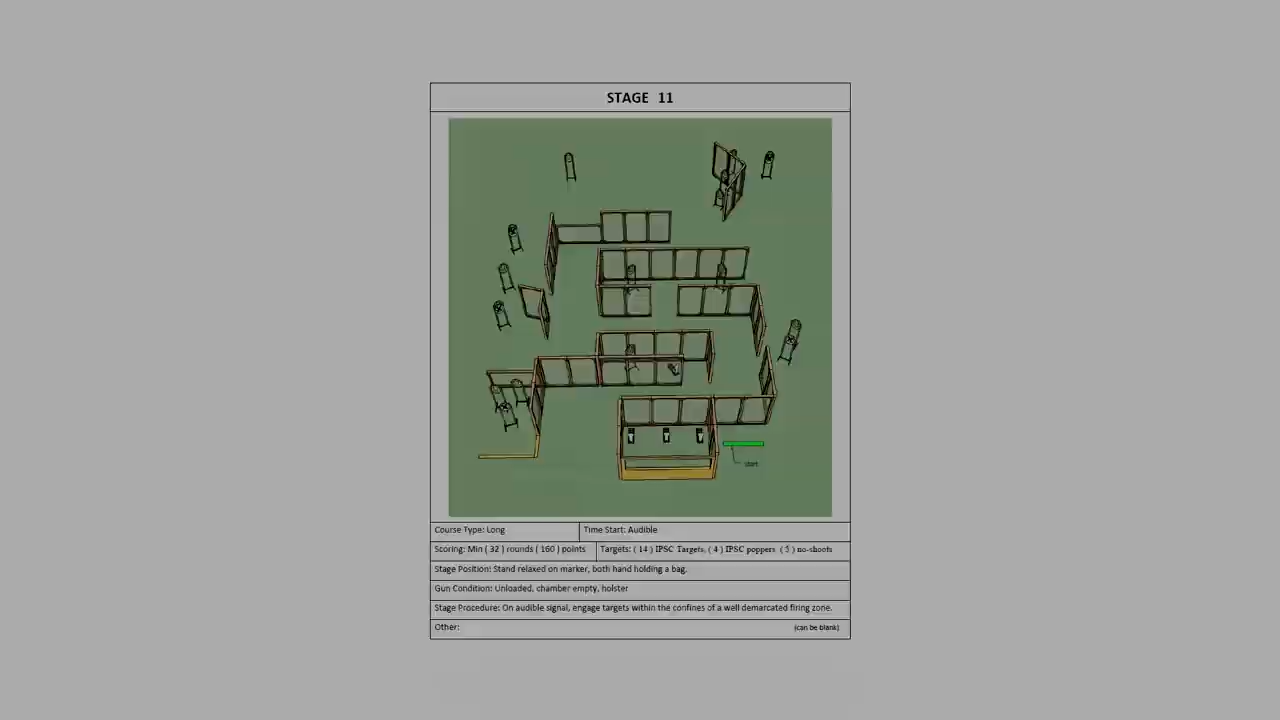 STAGE 11
start
Course Type: Long
Time Start: Audible
Scoring: Min ( 32 ) rounds ( 160 ) points
Targets: ( 14 ) IPSC Targets, ( 4 ) IPSC poppers ( 5 ) no-shoots
Stage Position: Stand relaxed on marker, both hand holding a bag.
Gun Condition: Unloaded, chamber empty, holster
Stage Procedure: On audible signal, engage targets within the confines of a well demarcated firing zone.
Other:
(can be blank)